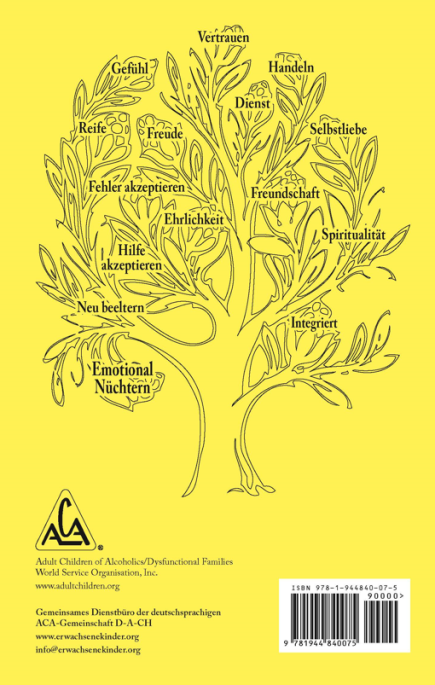 Vertrauen
Gefühl
Handeln
Dienst
Reife
Freude
Selbstliebe
Fehler akzeptieren
Freundschaft
Ehrlichkeit
Spiritualität
Hilfe
akzeptieren
Neu beeltern
Integriert
Emotional
Nüchtern
ACA
®
Adult Children of Alcoholics/Dysfunctional Families
World Service Organisation, Inc.
www.adultchildren.org
Gemeinsames Dienstbüro der deutschsprachigen
ACA-Gemeinschaft D-A-CH
www.erwachsenekinder.org
info@erwachsenekinder.org
ISBN 978-1-944840-07-5
90000>
9 781944 840075